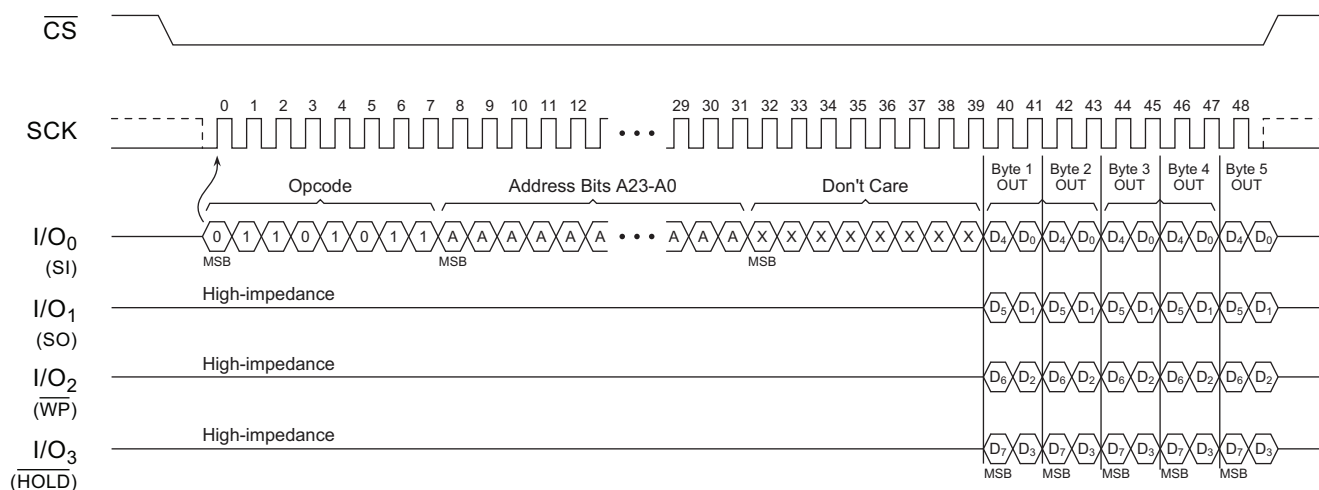 CS
0 1 2 3 4 5 6 7 8 9 10 11 12 29 30 31 32 33 34 35 36 37 38 39 40 41 42 43 44 45 46 47 48
SCK
Opcode Address Bits A23-A0 Don't Care Byte 1 OUT Byte 2 OUT Byte 3 OUT Byte 4 OUT Byte 5 OUT
I/O0 0 1 1 0 1 0 1 1 A A A A A A A A A X X X X X X X X D4 D0 D4 D0 D4 D0 D4 D0 D4 D0
(SI) MSB MSB MSB
High-impedance
I/O1 D5 D1 D5 D1 D5 D1 D5 D1 D5 D1
(SO)
High-impedance
I/O2 D6 D2 D6 D2 D6 D2 D6 D2 D6 D2
(WP)
High-impedance
I/O3 D7 D3 D7 D3 D7 D3 D7 D3 D7 D3
(HOLD) MSB MSB MSB MSB MSB